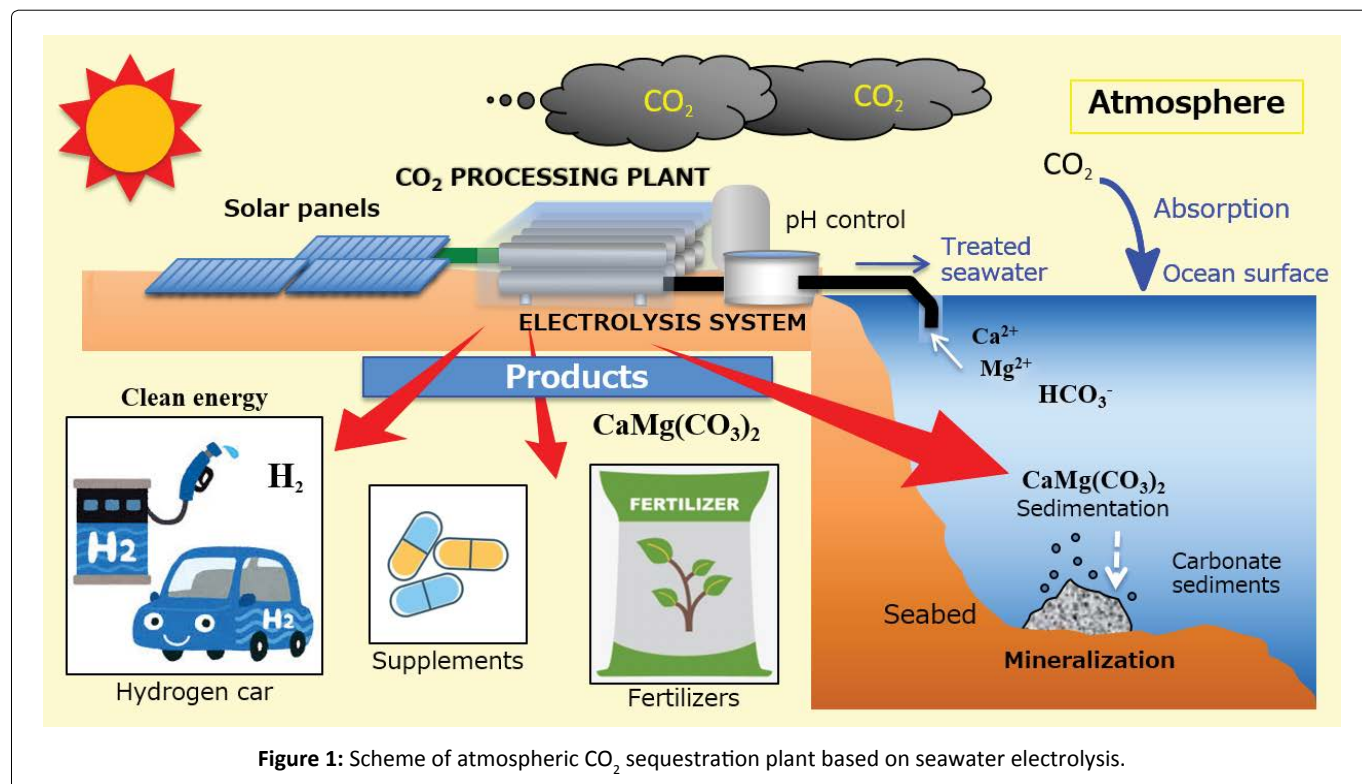 CO₂
CO₂
Atmosphere
CO₂ PROCESSING PLANT
CO₂
Solar panels
pH control
Absorption
Treated
seawater
Ocean surface
ELECTROLYSIS SYSTEM
Ca²⁺
Mg²⁺
HCO₃⁻
Products
Clean energy
CaMg(CO₃)₂
H₂
H2
H2
FERTILIZER
CaMg(CO₃)₂
Sedimentation
Carbonate
sediments
Seabed
Mineralization
Supplements
Hydrogen car
Fertilizers
Figure 1: Scheme of atmospheric CO₂ sequestration plant based on seawater electrolysis.